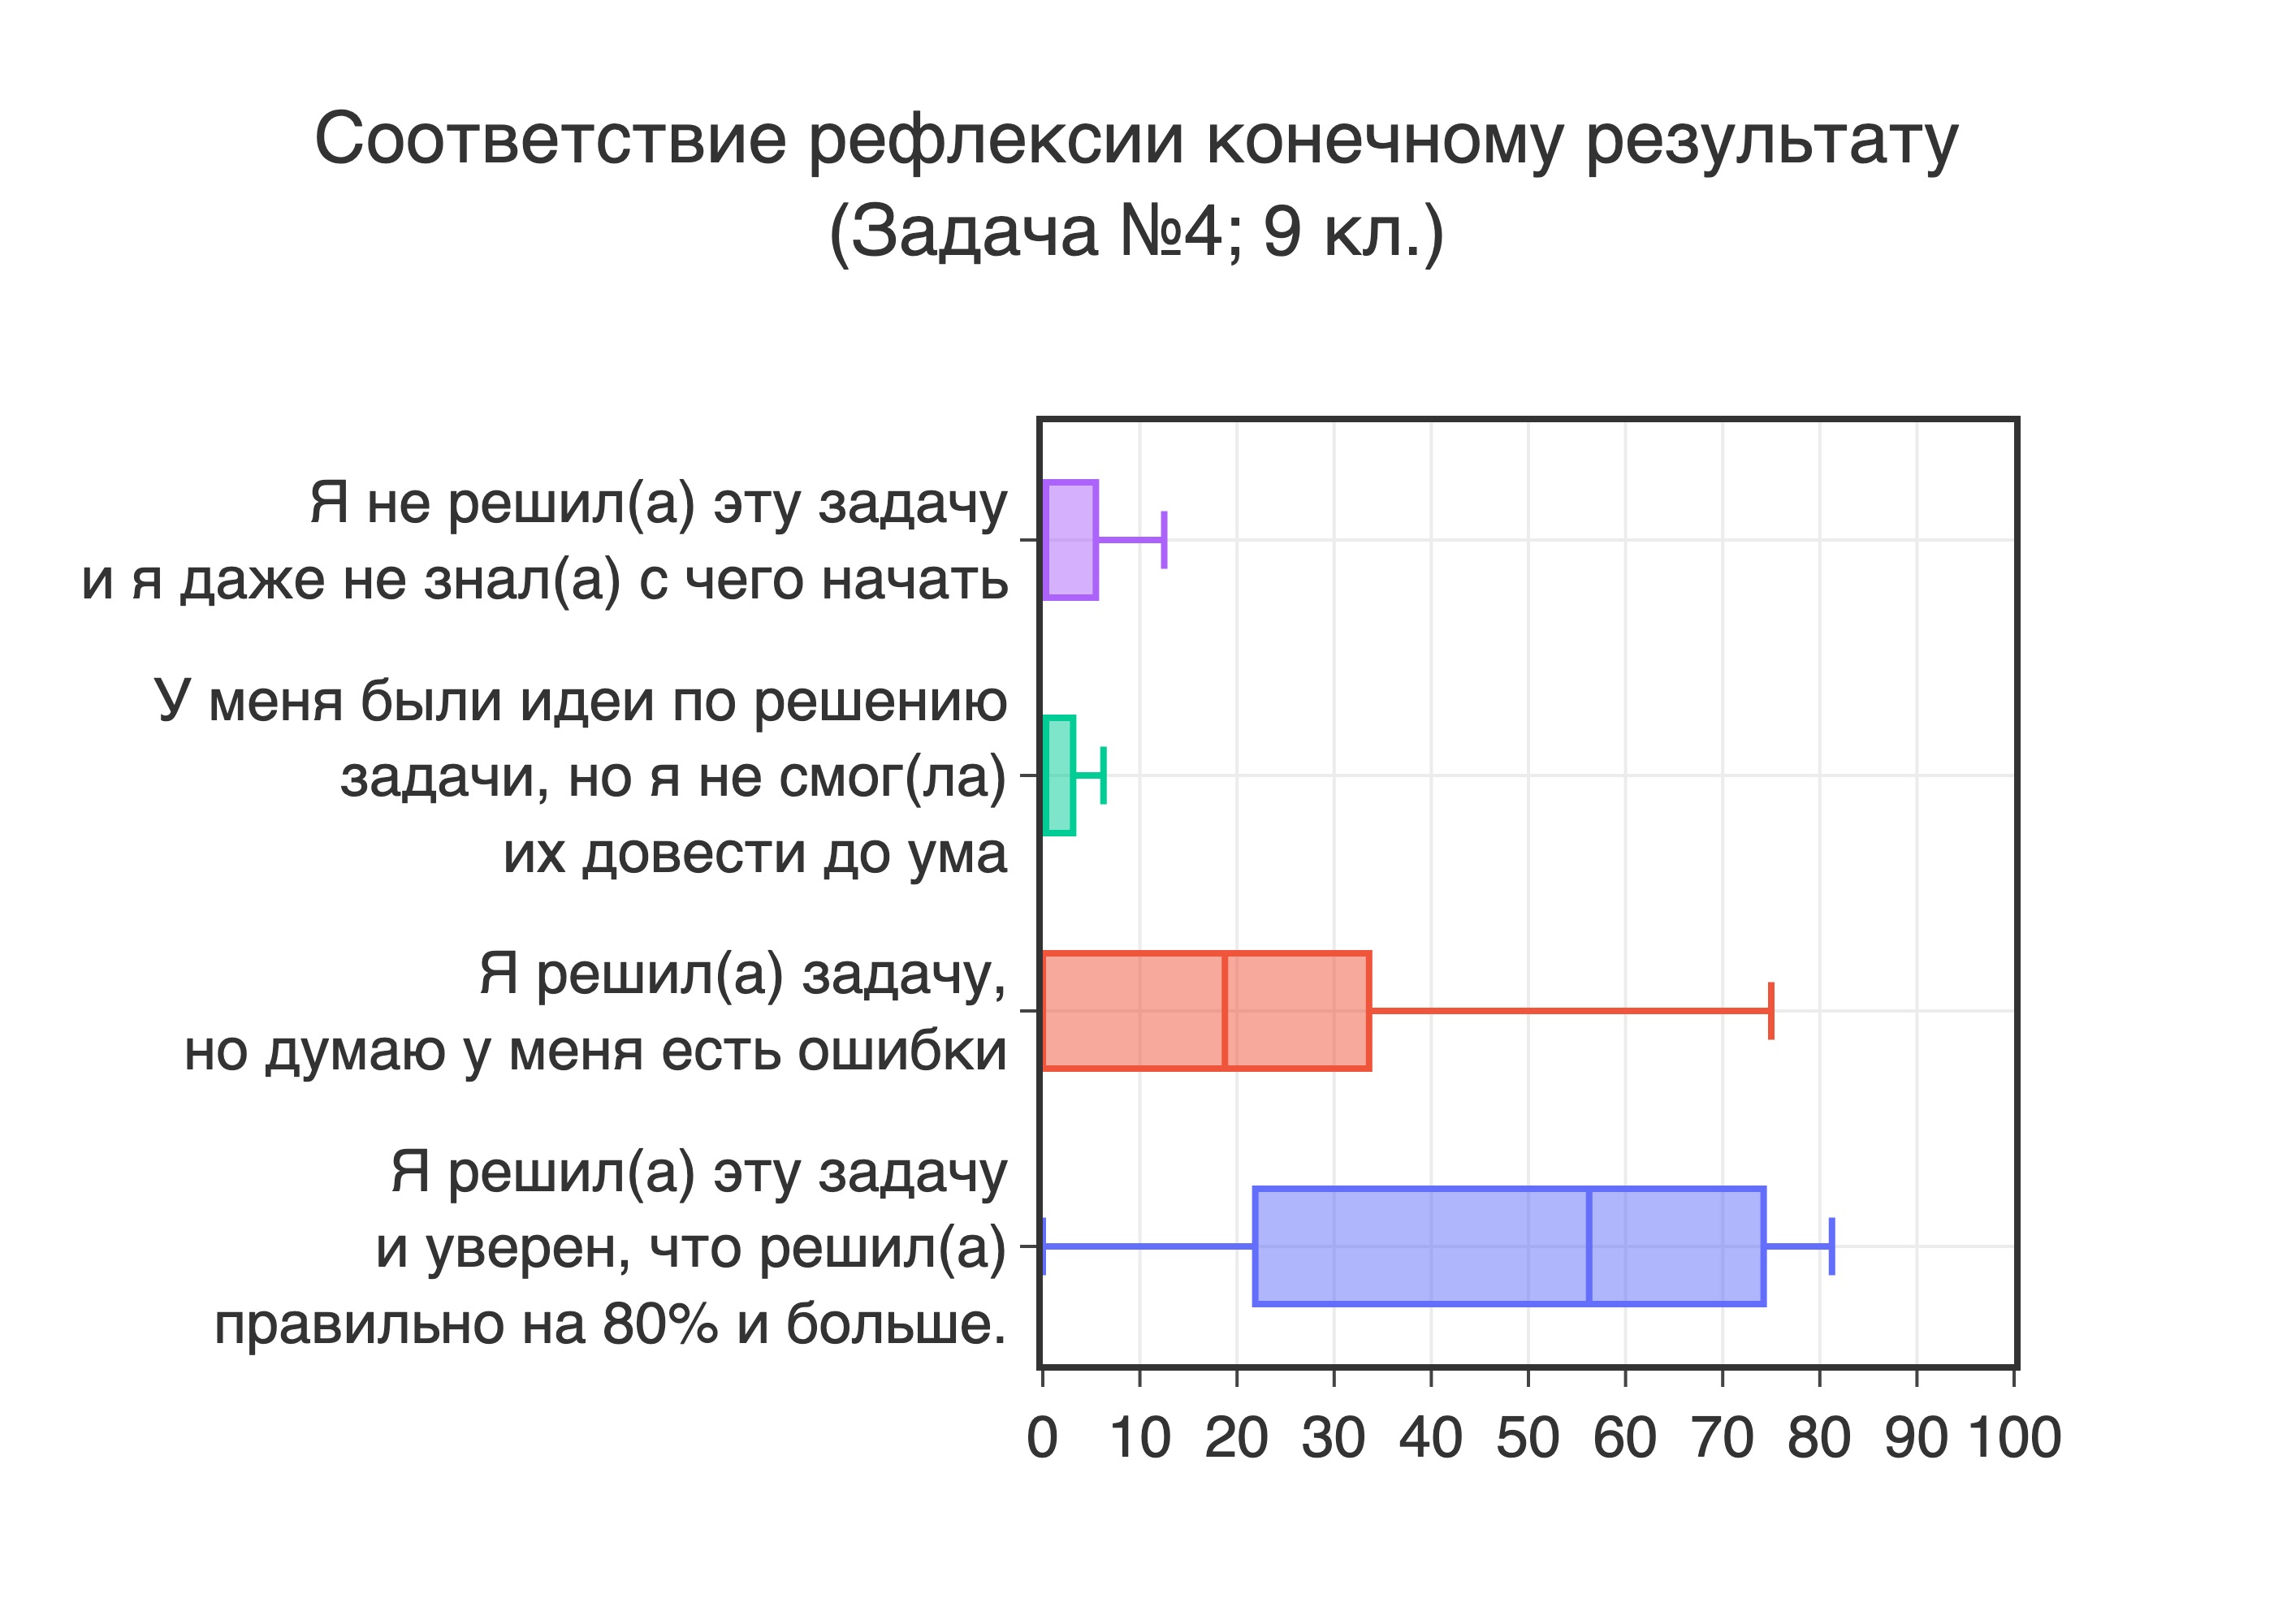 Соответствие рефлексии конечному результату
(Задача №4; 9 кл.)
Я не решил(а) эту задачу
и я даже не знал(а) с чего начать
У меня были идеи по решению
задачи, но я не смог(ла)
их довести до ума
Я решил(а) задачу,
но думаю у меня есть ошибки
Я решил(а) эту задачу
и уверен, что решил(а)
правильно на 80% и больше.
0 10 20 30 40 50 60 70 80 90 100